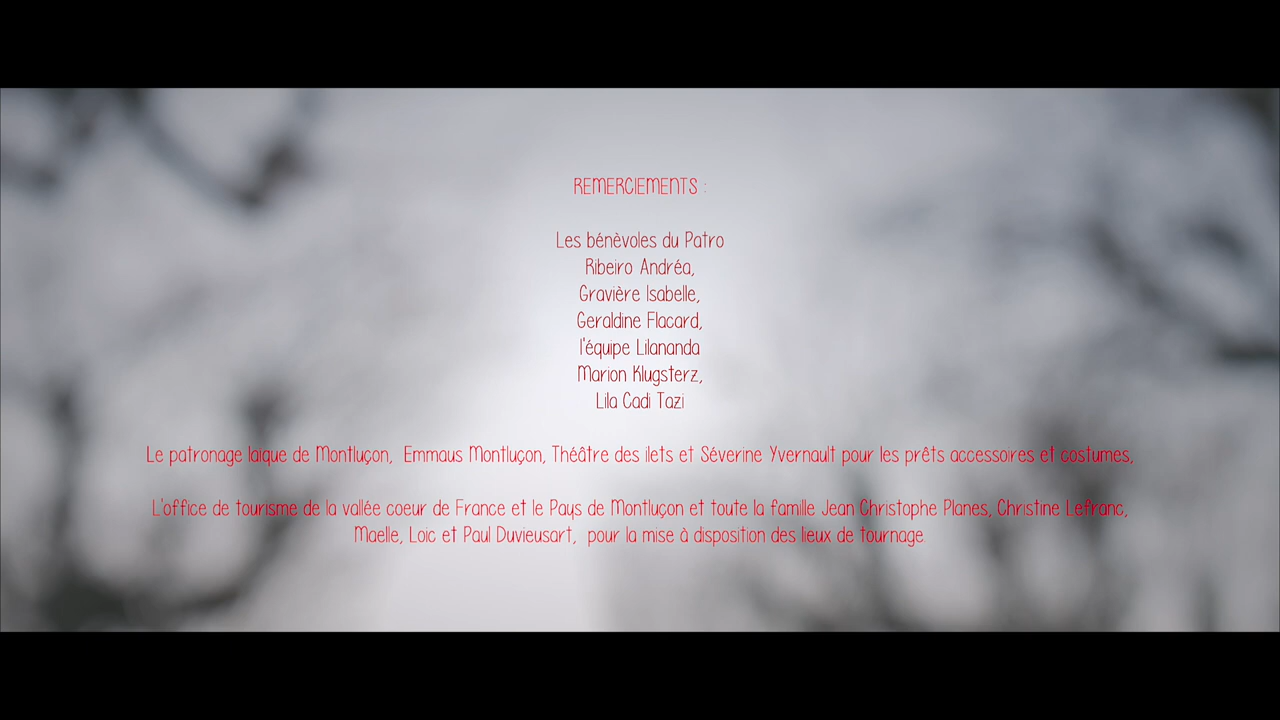 REMERCIEMENTS :
Les bénèvoles du Patro
Ribeiro Andréa,
Gravière Isabelle,
Geraldine Flacard,
l'équipe Lilananda
Marion Klugsterz,
Lila Cadi Tazi
Le patronage laique de Montluçon, Emmaus Montluçon, Théâtre des ilets et Séverine Yvernault pour les prêts accessoires et costumes,
L'office de tourisme de la vallée coeur de France et le Pays de Montluçon et toute la famille Jean Christophe Planes, Christine Lefranc,
Maelle, Loic et Paul Duvieusart, pour la mise à disposition des lieux de tournage.